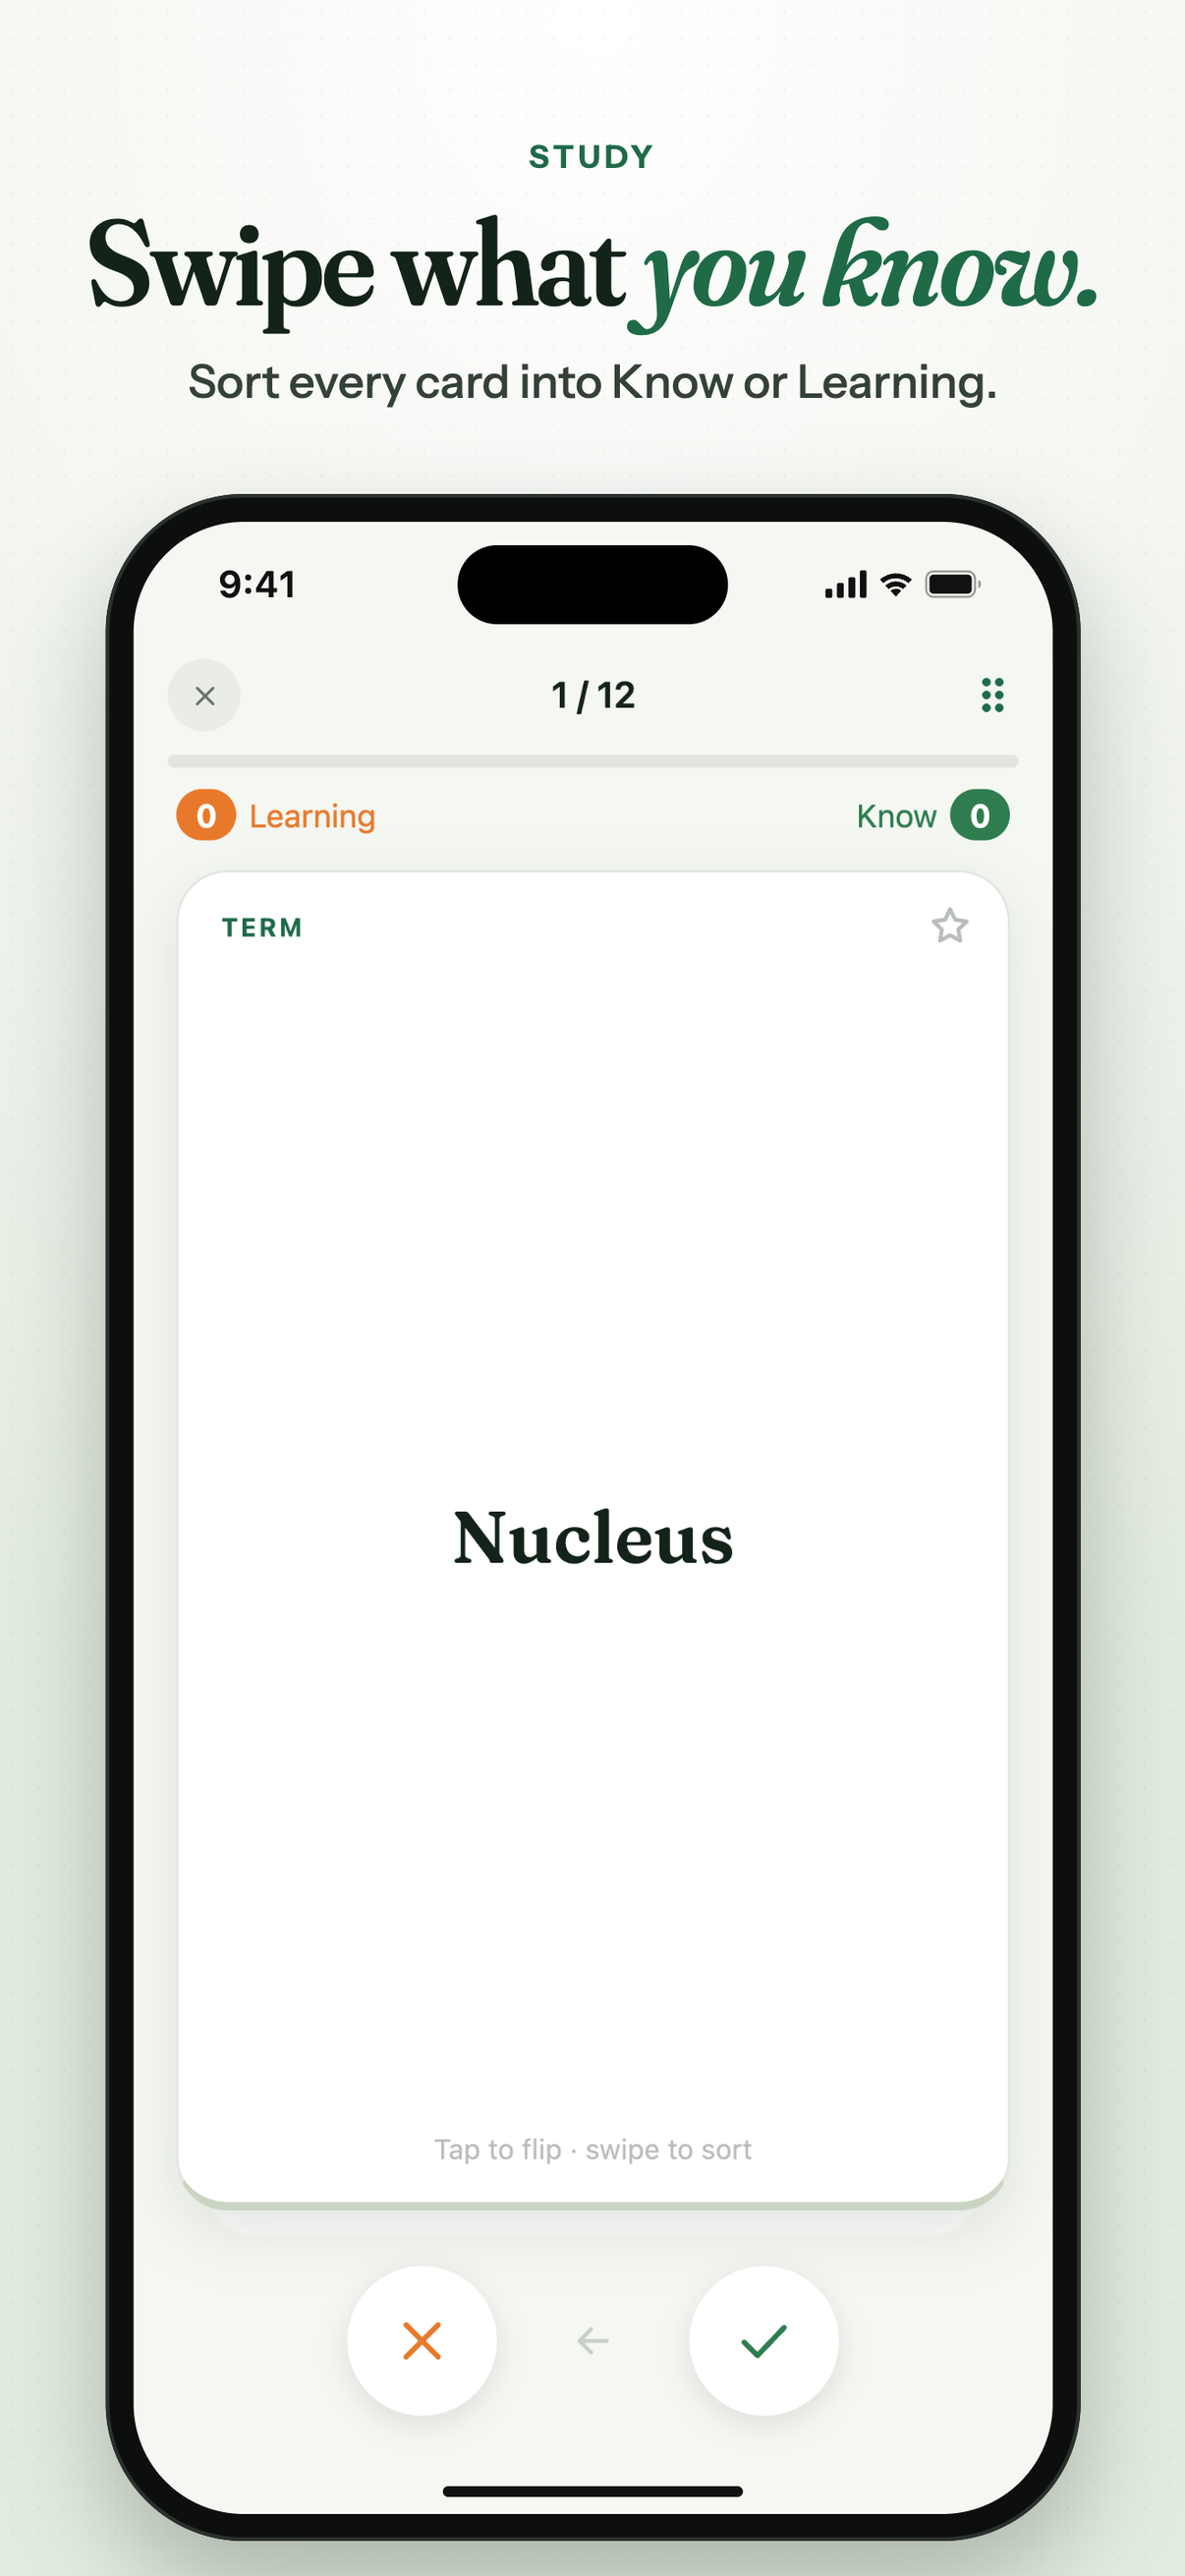 STUDY
Swipe what you know.
Sort every card into Know or Learning.
9:41
1 / 12
0 Learning
Know 0
TERM
Nucleus
Tap to flip · swipe to sort